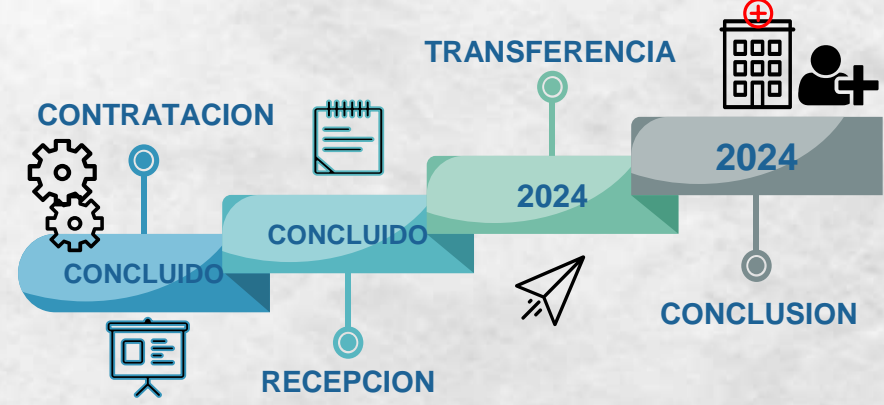 TRANSFERENCIA
CONTRATACION
2024
2024
CONCLUIDO
CONCLUIDO
CONCLUSION
RECEPCION